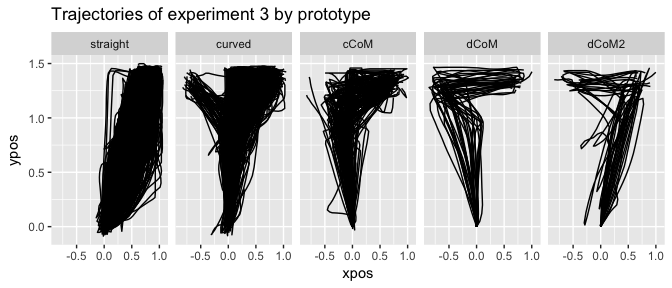 Trajectories of experiment 3 by prototype
straight curved cCoM dCoM dCoM2
1.5
1.0
0.5
0.0
ypos
-0.5 0.0 0.5 1.0 -0.5 0.0 0.5 1.0 -0.5 0.0 0.5 1.0 -0.5 0.0 0.5 1.0 -0.5 0.0 0.5 1.0
xpos